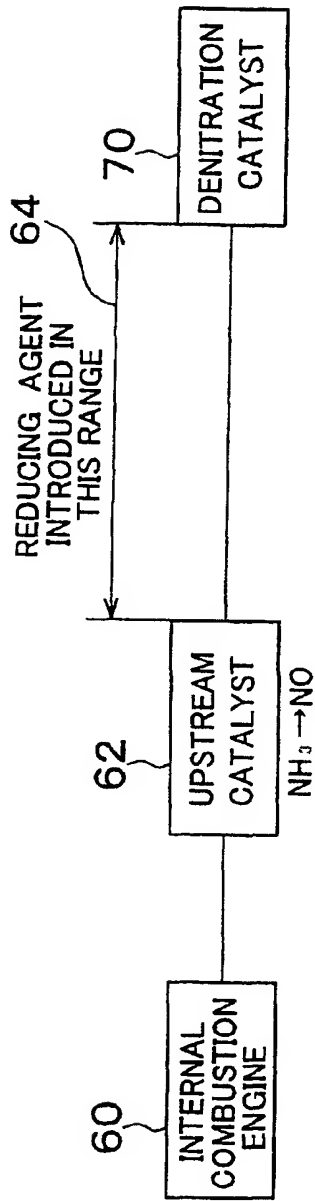 60
INTERNAL
COMBUSTION
ENGINE
62
UPSTREAM
CATALYST
NH₃→NO
REDUCING AGENT
INTRODUCED IN
THIS RANGE
64
70
DENITRATION
CATALYST